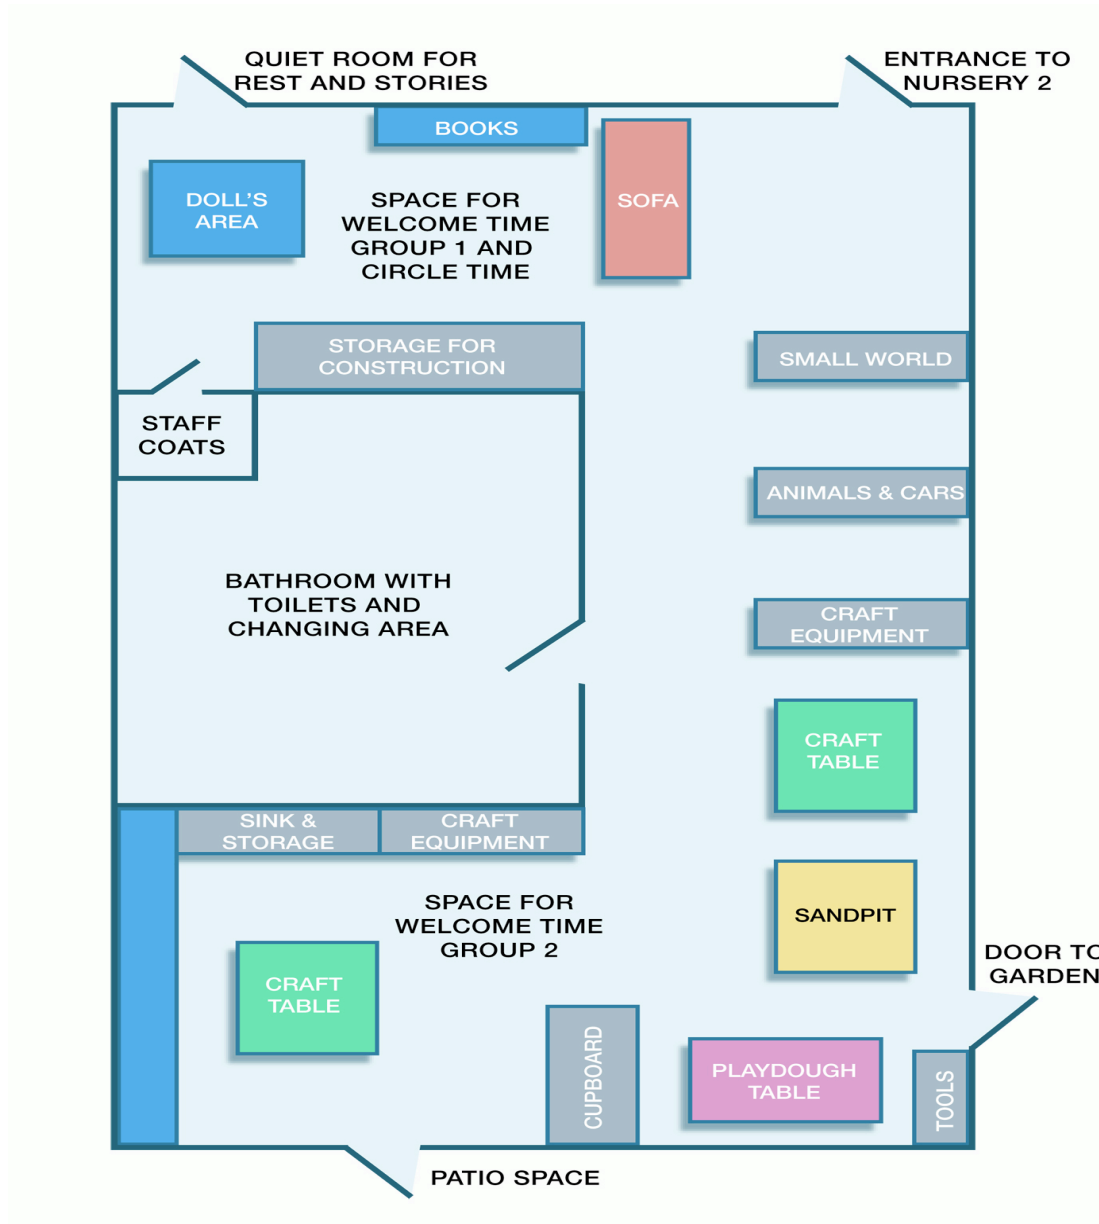 QUIET ROOM FOR
REST AND STORIES
ENTRANCE TO
NURSERY 2
BOOKS
DOLL'S
AREA
SPACE FOR
WELCOME TIME
GROUP 1 AND
CIRCLE TIME
SOFA
STORAGE FOR
CONSTRUCTION
SMALL WORLD
STAFF
COATS
ANIMALS & CARS
BATHROOM WITH
TOILETS AND
CHANGING AREA
CRAFT
EQUIPMENT
CRAFT
TABLE
SINK &
STORAGE
CRAFT
EQUIPMENT
SPACE FOR
WELCOME TIME
GROUP 2
SANDPIT
DOOR TO
GARDEN
CRAFT
TABLE
CUPBOARD
PLAYDOUGH
TABLE
TOOLS
PATIO SPACE